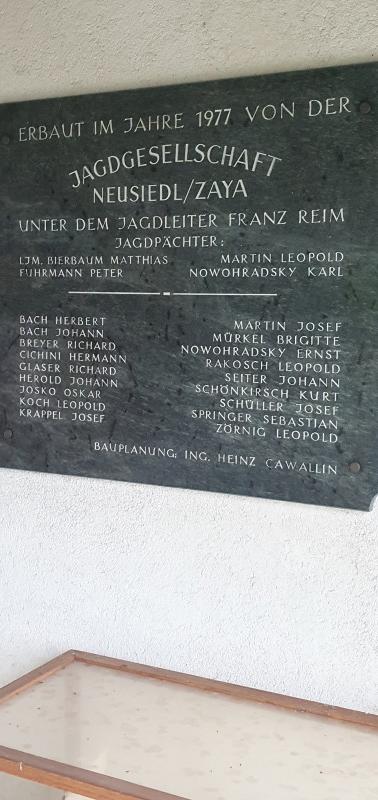 ERBAUT IM JAHRE 1977 VON DER
JAGDGESELLSCHAFT
NEUSIEDL/ZAYA
UNTER DEM JAGDLEITER FRANZ REIM
JAGDPÄCHTER:
LJM. BIERBAUM MATTHIAS MARTIN LEOPOLD
FUHRMANN PETER NOWOHRADSKY KARL
BACH HERBERT
BACH JOHANN
BREYER RICHARD
CICHINI HERMANN
GLASER RICHARD
HEROLD JOHANN
JOSKO OSKAR
KOCH LEOPOLD
KRAPPEL JOSEF
MARTIN JOSEF
MÜRKEL BRIGITTE
NOWOHRADSKY ERNST
RAKOSCH LEOPOLD
SEITER JOHANN
SCHÖNKIRSCH KURT
SCHÜLLER JOSEF
SPRINGER SEBASTIAN
ZÖRNIG LEOPOLD
BAUPLANUNG: ING. HEINZ CAWALLIN